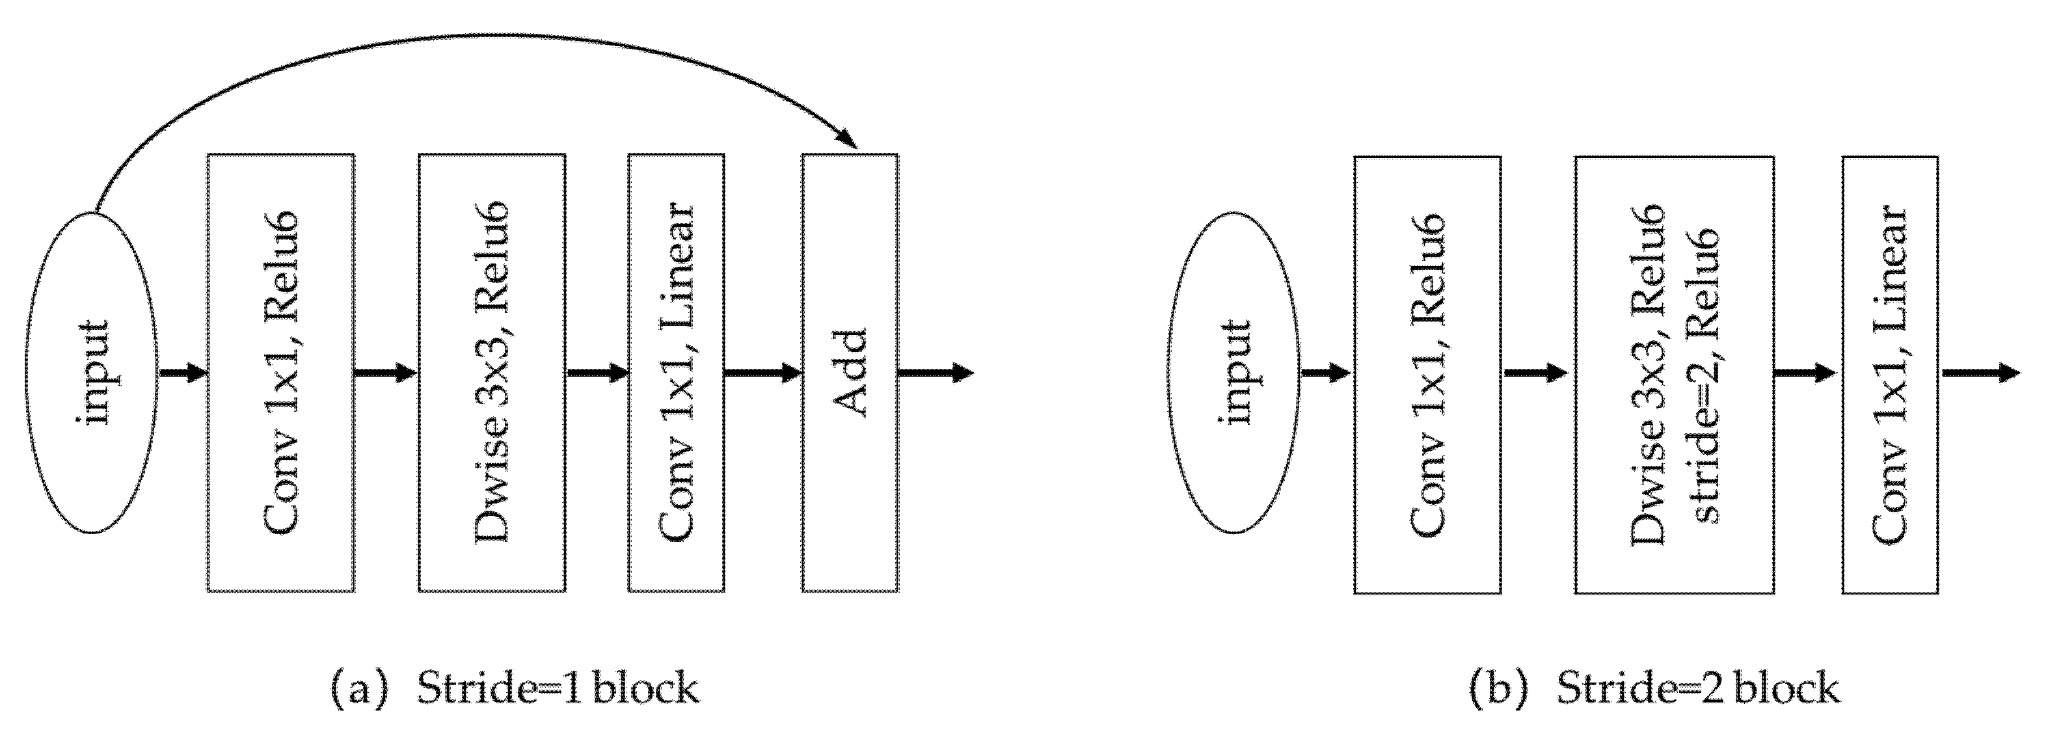 input
Conv 1x1, Relu6
Dwise 3x3, Relu6
Conv 1x1, Linear
Add
(a) Stride=1 block
input
Conv 1x1, Relu6
Dwise 3x3, Relu6
stride=2, Relu6
Conv 1x1, Linear
(b) Stride=2 block